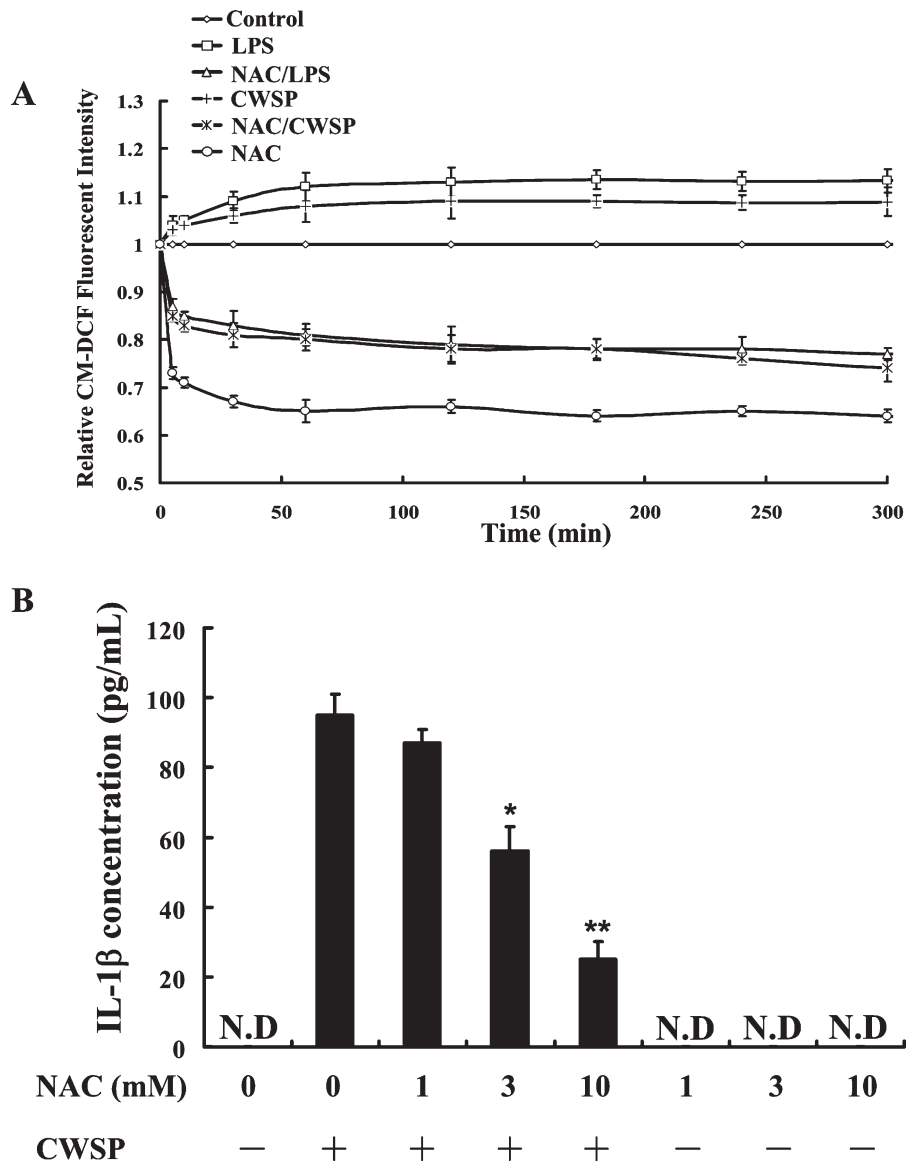 Control
LPS
NAC/LPS
CWSP
NAC/CWSP
NAC
A
Relative CM-DCF Fluorescent Intensity
1.3
1.2
1.1
1
0.9
0.8
0.7
0.6
0.5
0 50 100 150 200 250 300
Time (min)
B
IL-1β concentration (pg/mL)
120
100
80
60
40
20
0
*
**
N.D N.D N.D N.D
NAC (mM) 0 0 1 3 10 1 3 10
CWSP — + + + + — — —